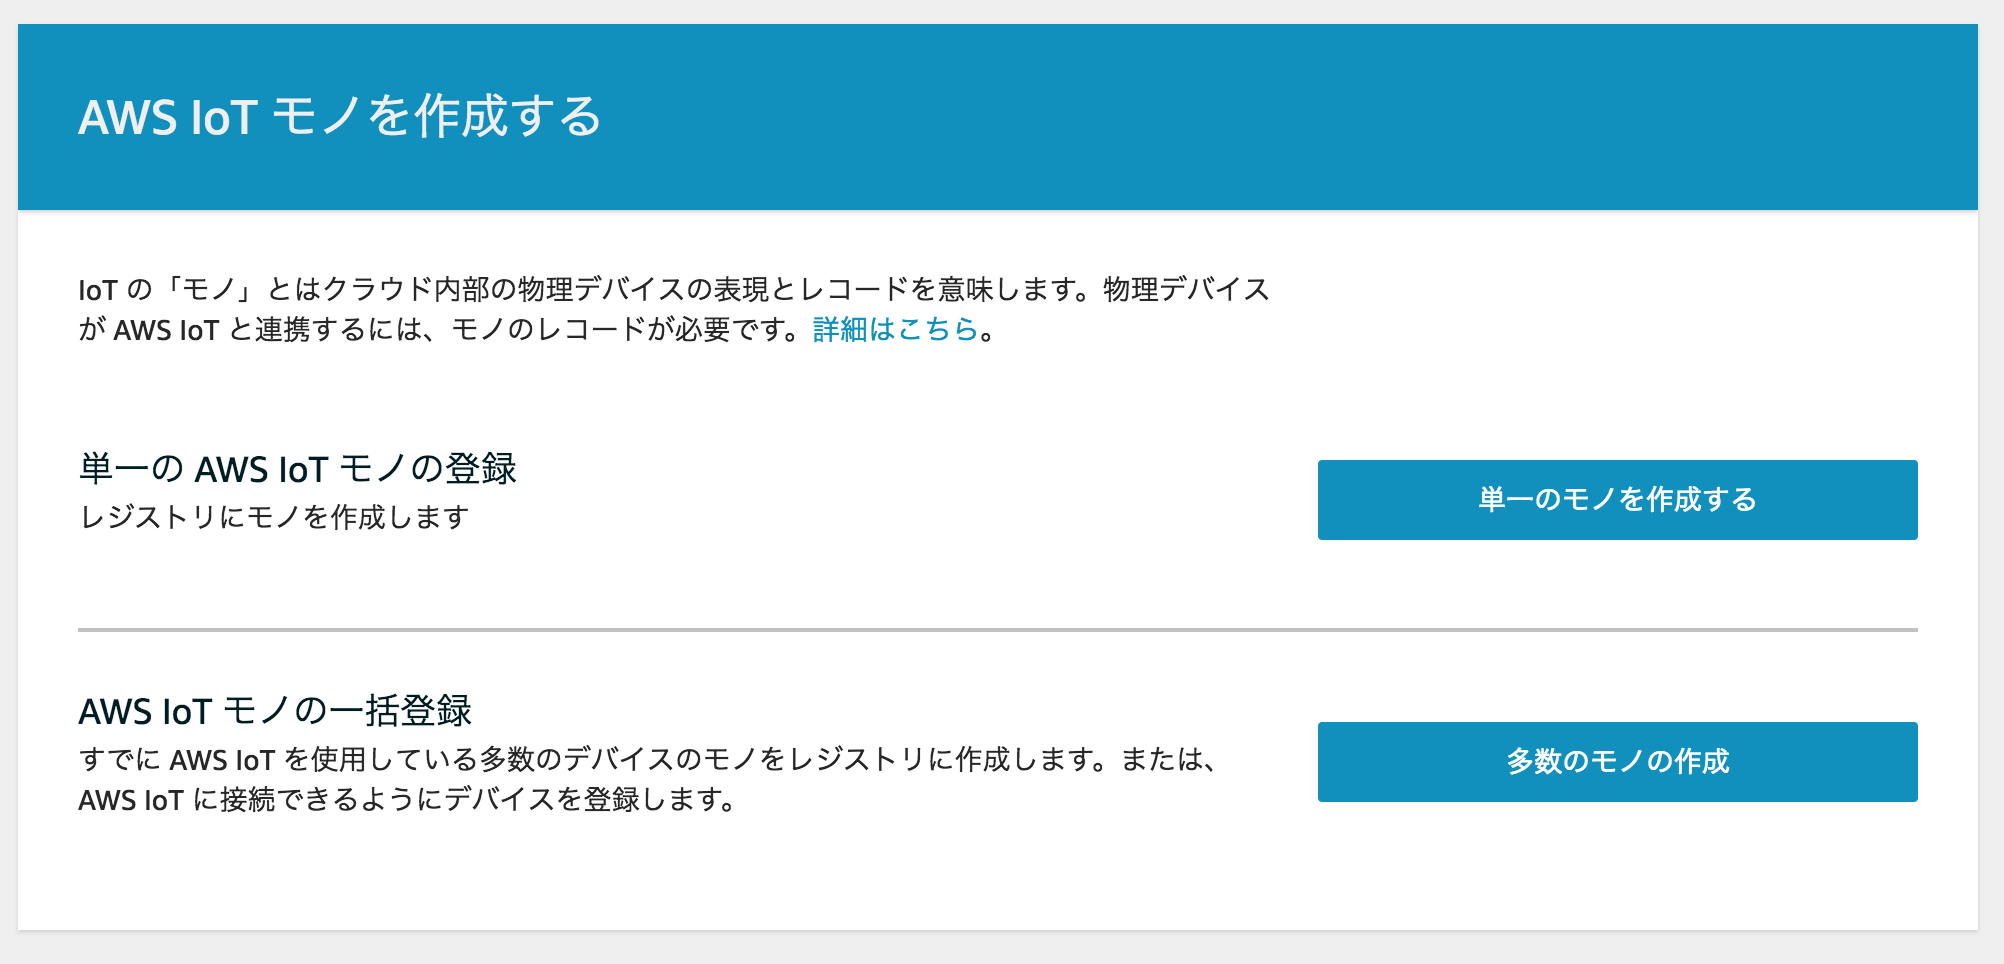 AWS IoT モノを作成する
IoT の「モノ」とはクラウド内部の物理デバイスの表現とレコードを意味します。物理デバイス
が AWS IoT と連携するには、モノのレコードが必要です。詳細はこちら。
単一の AWS IoT モノの登録
レジストリにモノを作成します
単一のモノを作成する
AWS IoT モノの一括登録
すでに AWS IoT を使用している多数のデバイスのモノをレジストリに作成します。または、
AWS IoT に接続できるようにデバイスを登録します。
多数のモノの作成